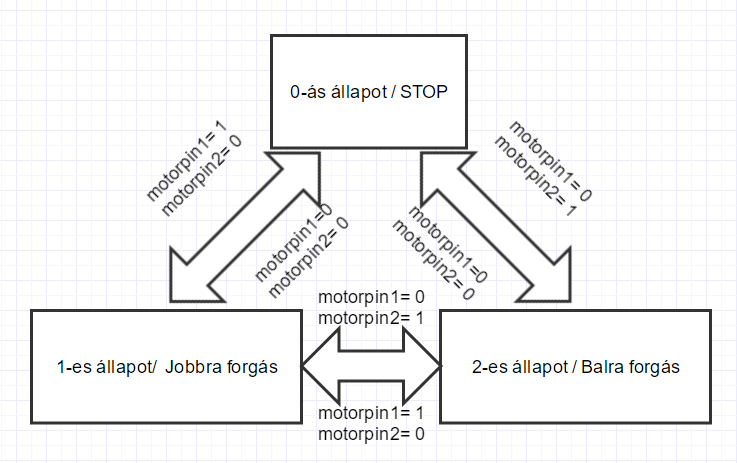 0-ás állapot / STOP
motorpin1= 1
motorpin2= 0
motorpin1= 0
motorpin2= 1
motorpin1=0
motorpin2= 0
motorpin1=0
motorpin2= 0
motorpin1= 0
motorpin2= 1
1-es állapot/ Jobbra forgás
2-es állapot / Balra forgás
motorpin1= 1
motorpin2= 0